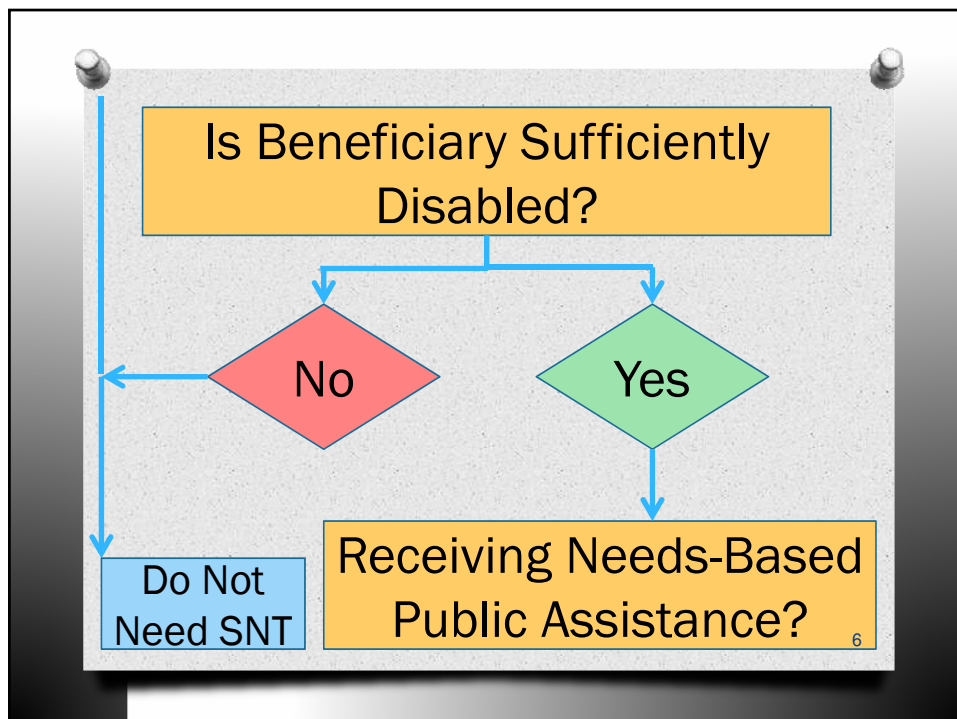 Is Beneficiary Sufficiently
Disabled?
No
Yes
Receiving Needs-Based
Public Assistance?
Do Not
Need SNT
6